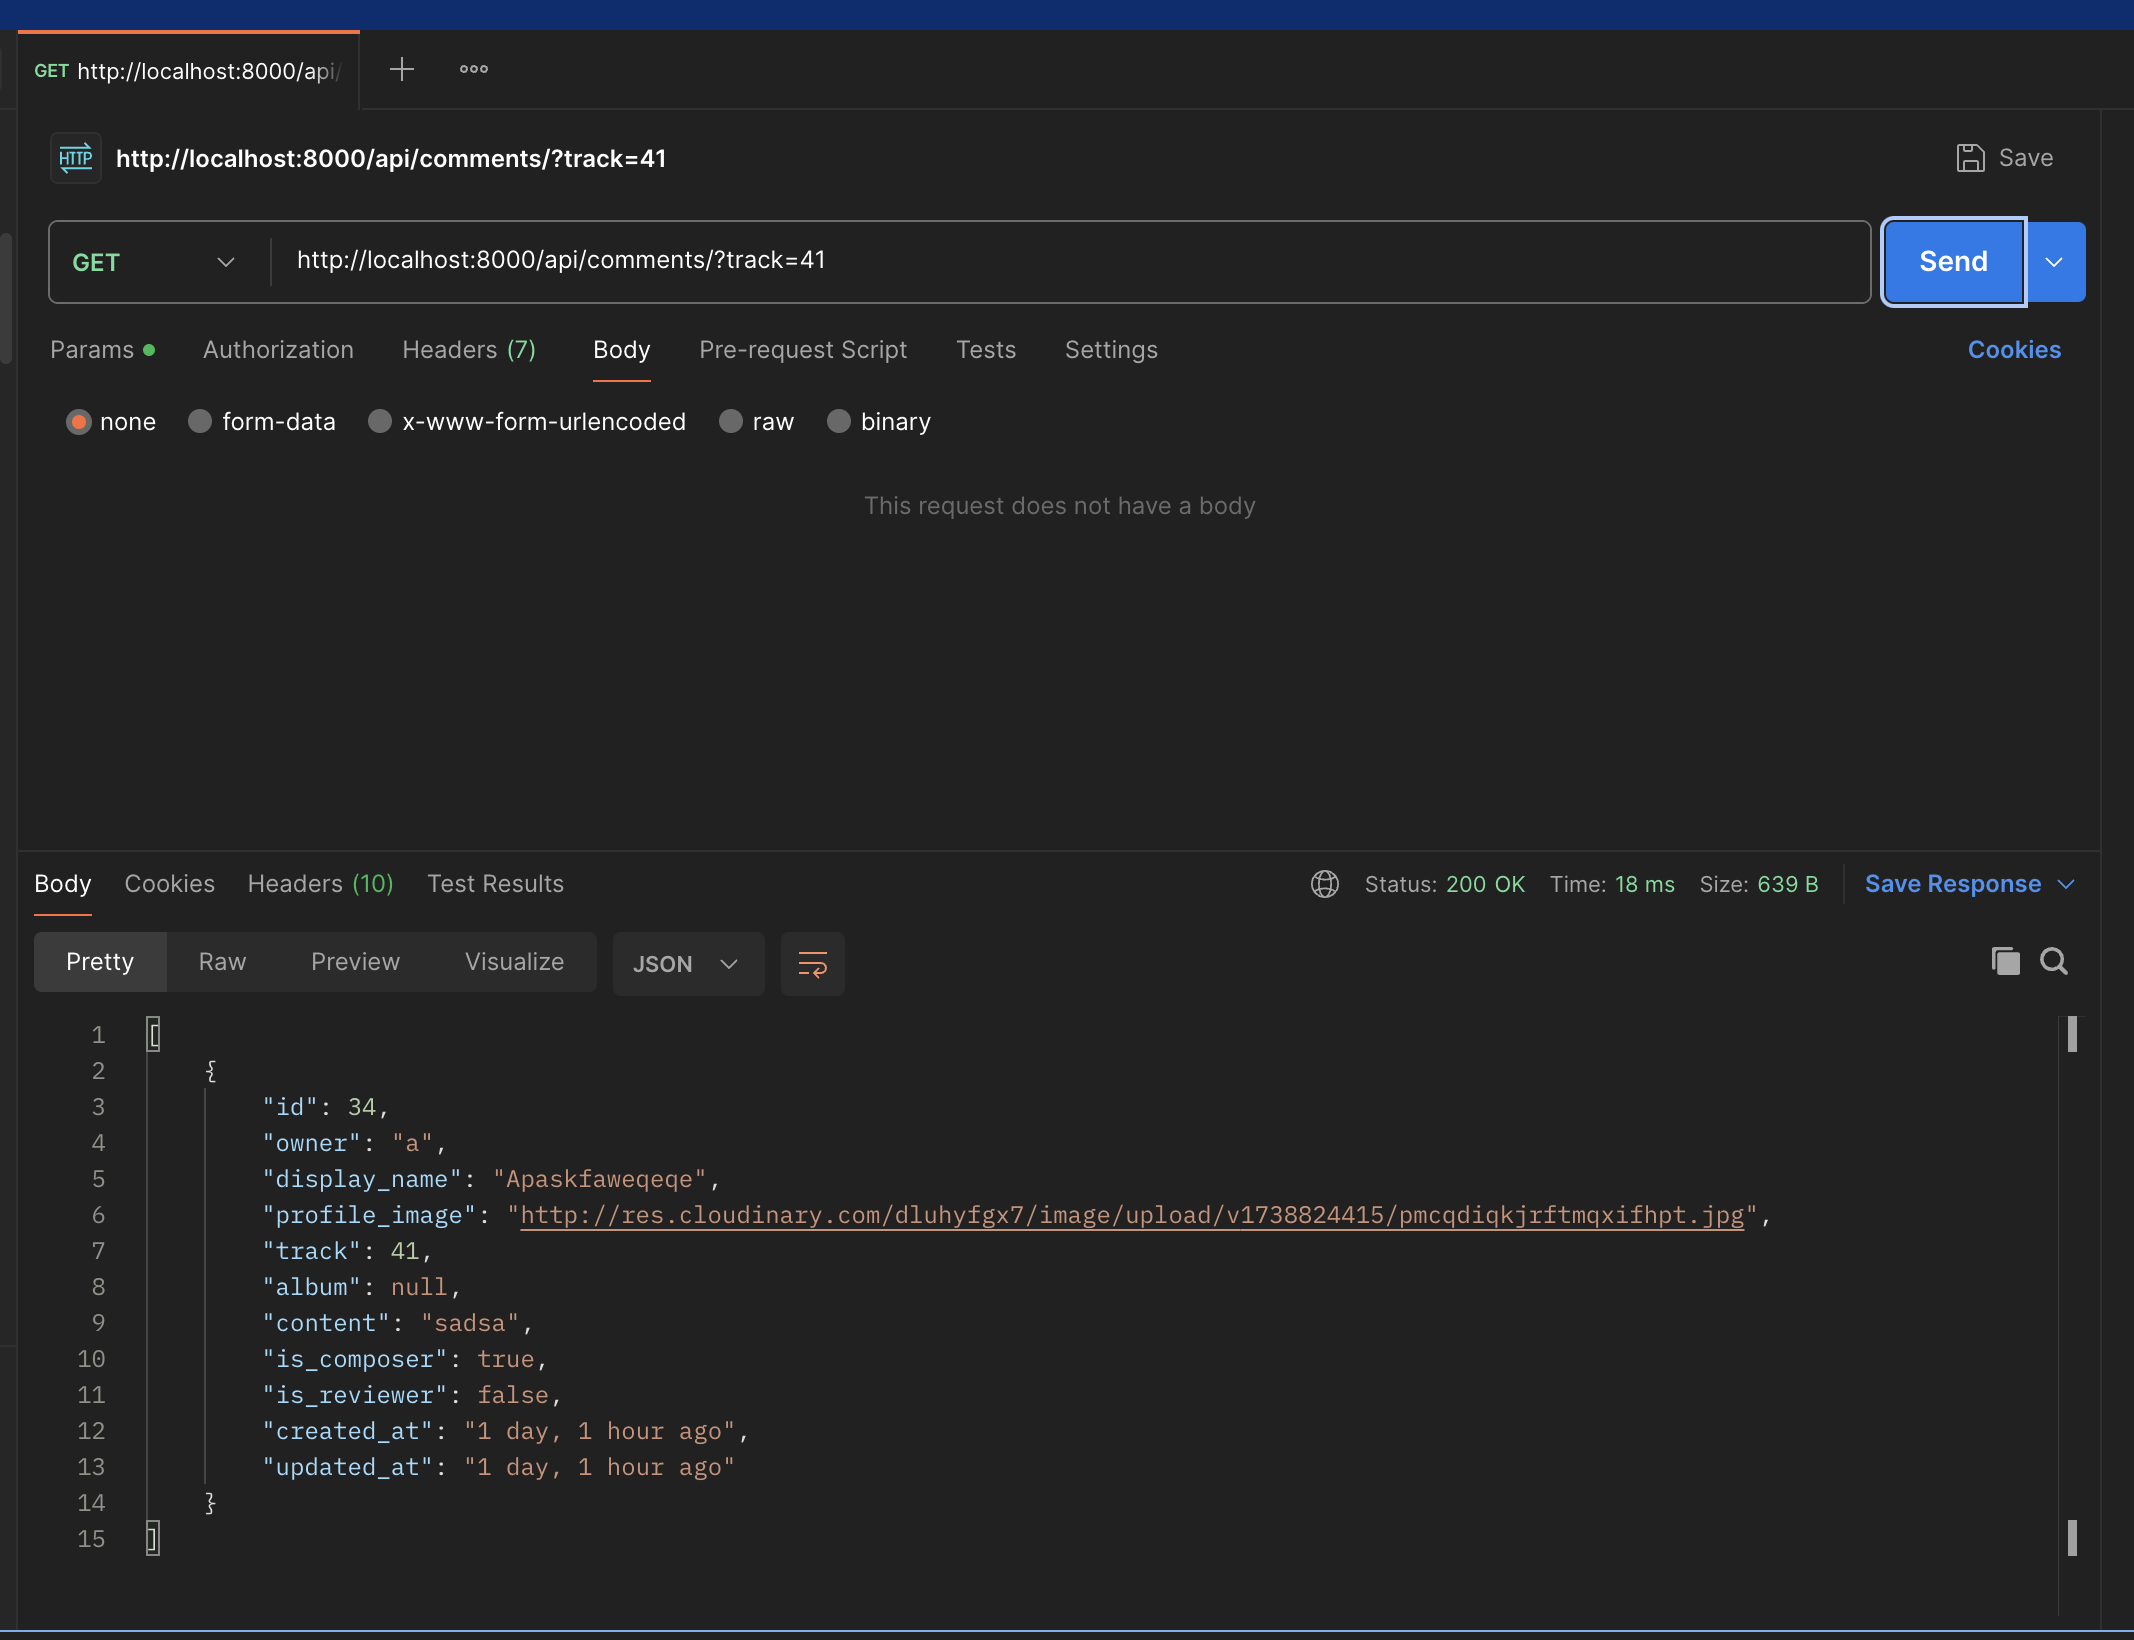 GET http://localhost:8000/api/
HTTP http://localhost:8000/api/comments/?track=41 Save
GET http://localhost:8000/api/comments/?track=41 Send
Params Authorization Headers (7) Body Pre-request Script Tests Settings Cookies
none form-data x-www-form-urlencoded raw binary
This request does not have a body
Body Cookies Headers (10) Test Results Status: 200 OK Time: 18 ms Size: 639 B Save Response
Pretty Raw Preview Visualize JSON
1 [
2 {
3 "id": 34,
4 "owner": "a",
5 "display_name": "Apaskfaweqeqe",
6 "profile_image": "http://res.cloudinary.com/dluhyfgx7/image/upload/v1738824415/pmcqdiqkjrftmqxifhpt.jpg",
7 "track": 41,
8 "album": null,
9 "content": "sadsa",
10 "is_composer": true,
11 "is_reviewer": false,
12 "created_at": "1 day, 1 hour ago",
13 "updated_at": "1 day, 1 hour ago"
14 }
15 ]